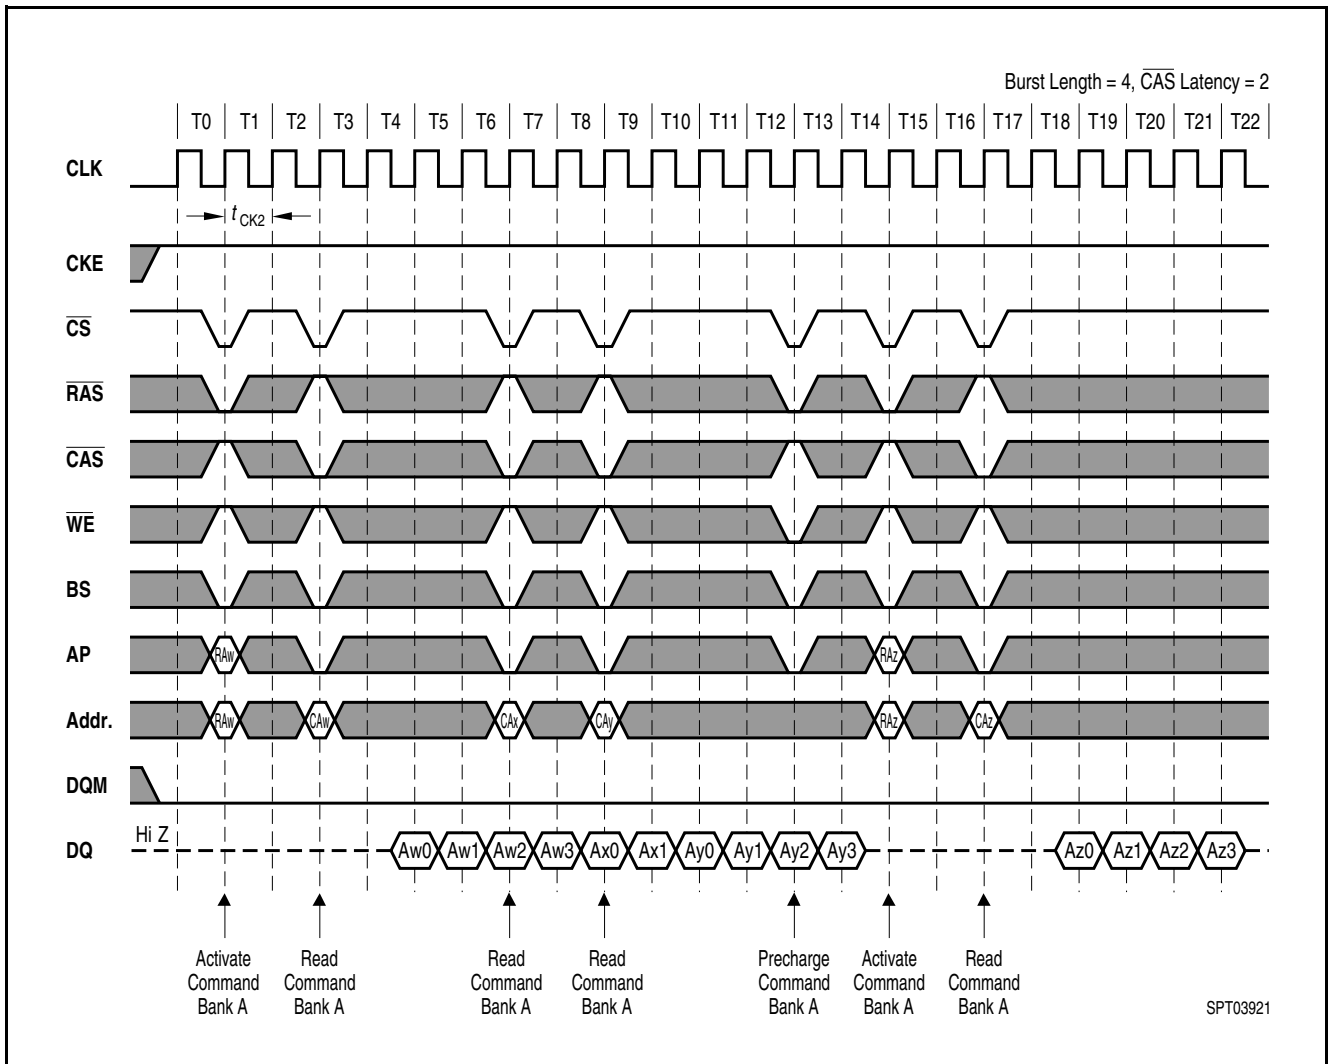 Burst Length = 4, CAS Latency = 2
T0 T1 T2 T3 T4 T5 T6 T7 T8 T9 T10 T11 T12 T13 T14 T15 T16 T17 T18 T19 T20 T21 T22
CLK
tCK2
CKE
CS
RAS
CAS
WE
BS
AP RAw RAz
Addr. RAw CAw CAx CAy RAz CAz
DQM
Hi Z
DQ Aw0 Aw1 Aw2 Aw3 Ax0 Ax1 Ay0 Ay1 Ay2 Ay3 Az0 Az1 Az2 Az3
Activate Command Bank A
Read Command Bank A
Read Command Bank A
Read Command Bank A
Precharge Command Bank A
Activate Command Bank A
Read Command Bank A
SPT03921